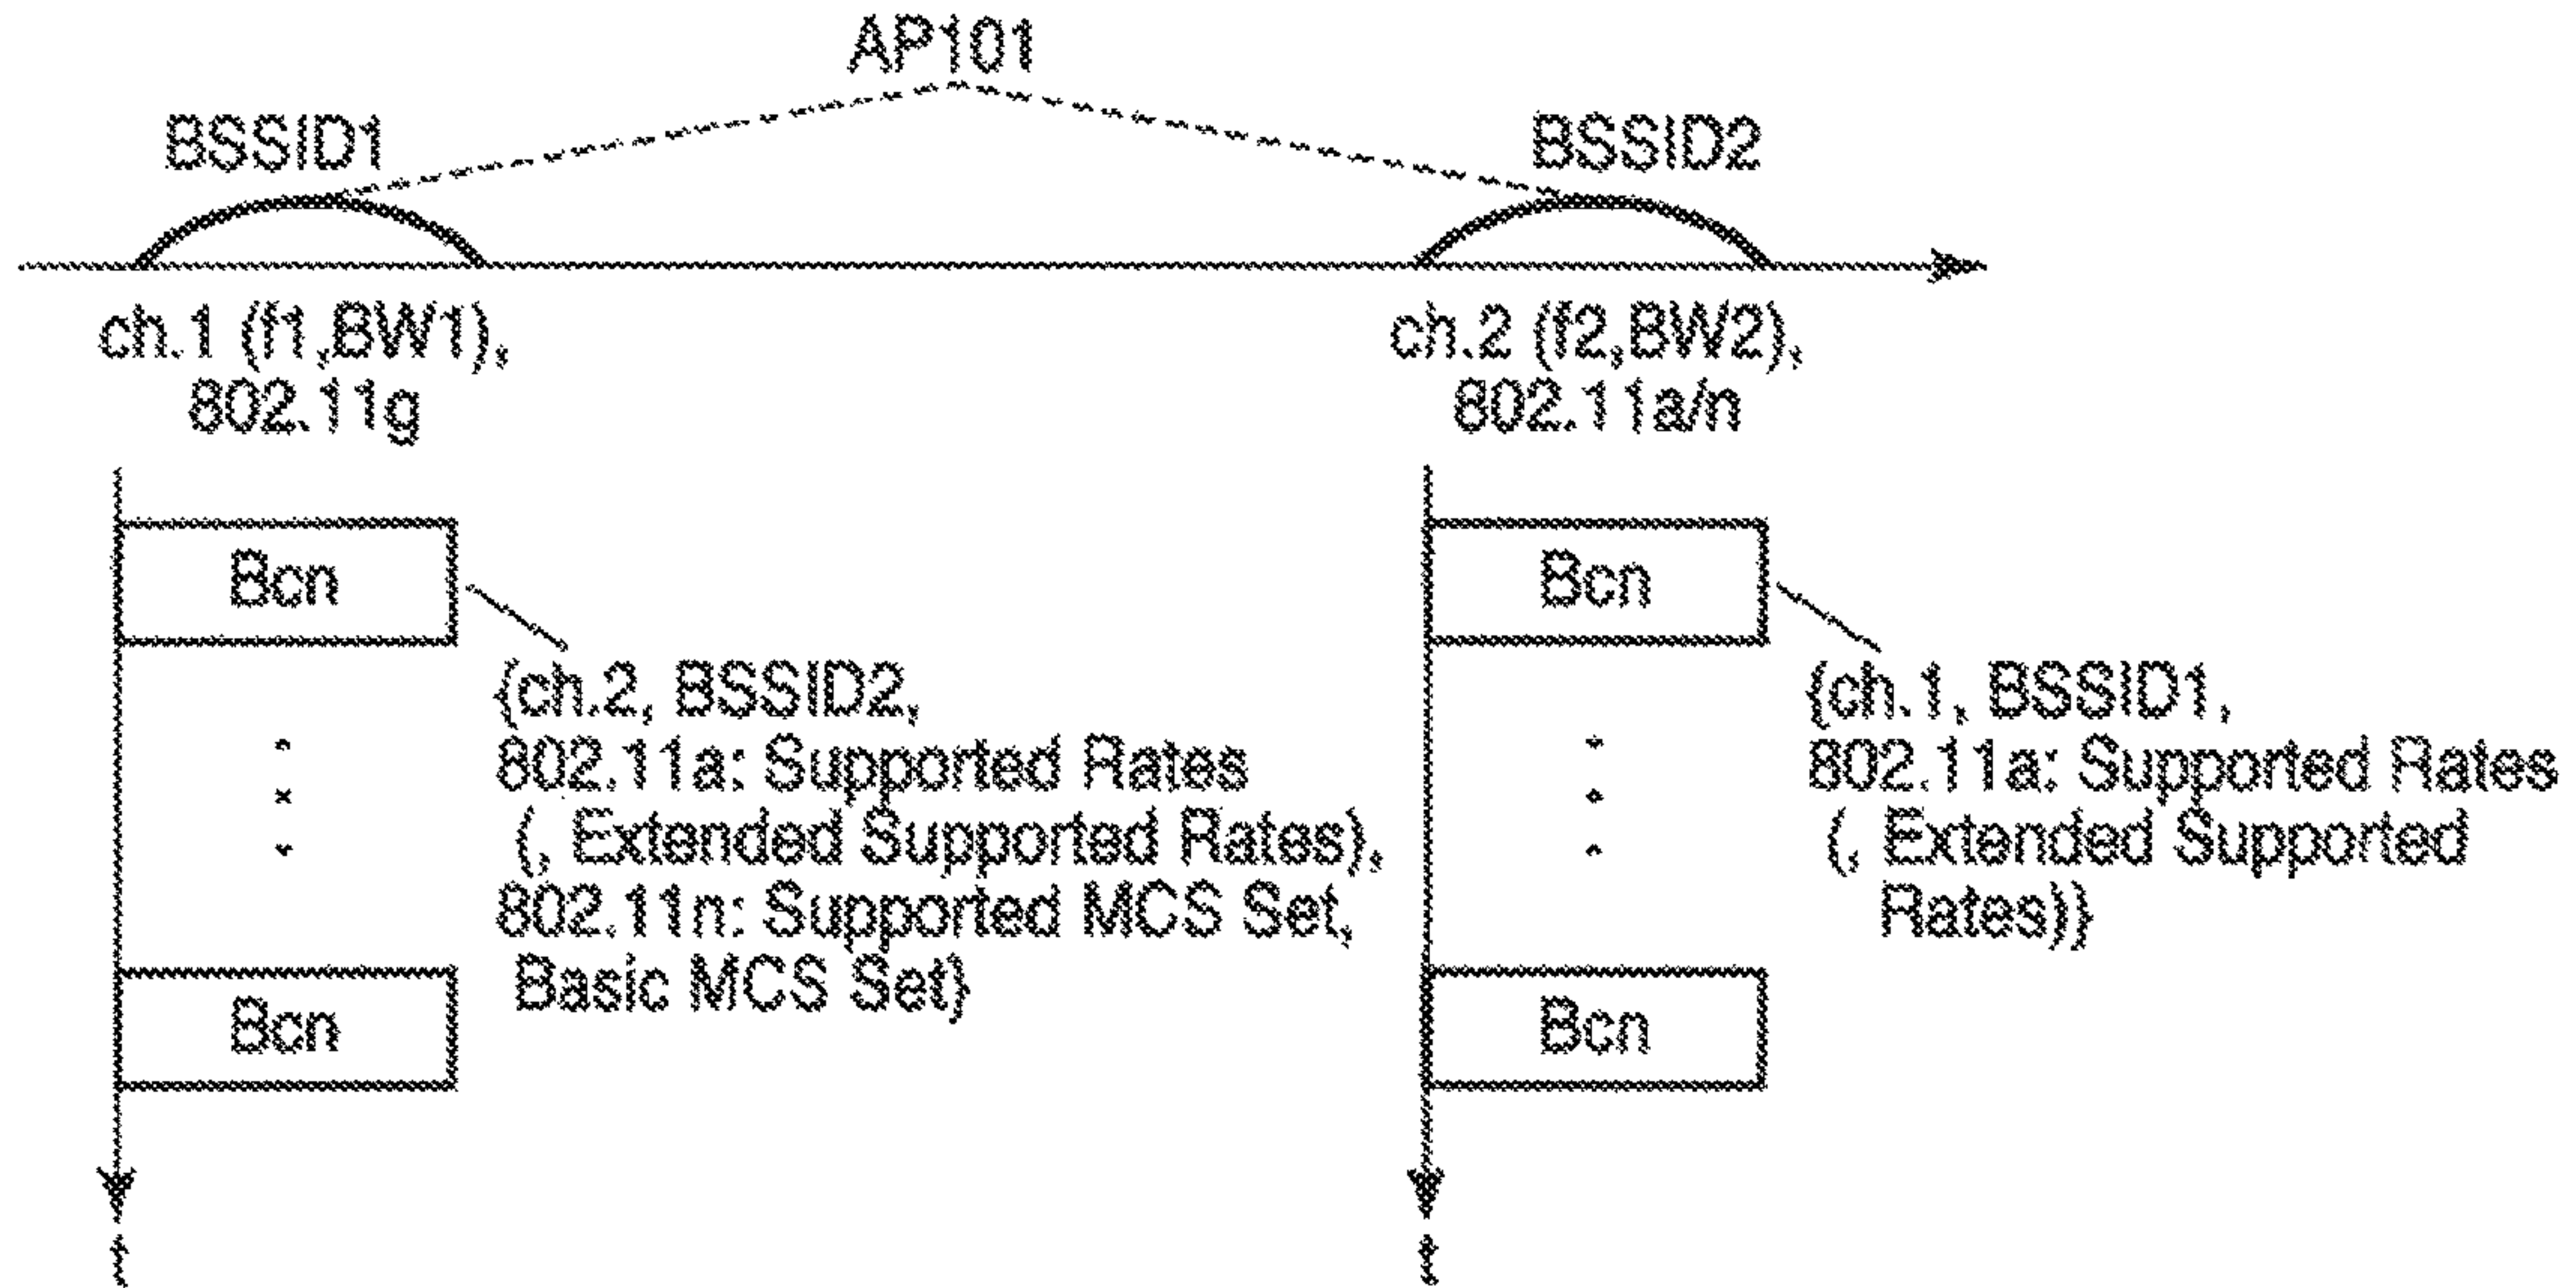 AP101
BSSID1
BSSID2
ch.1 (f1,BW1),
802.11g
ch.2 (f2,BW2),
802.11a/n
Bcn
{ch.2, BSSID2,
802.11a: Supported Rates
(, Extended Supported Rates),
802.11n: Supported MCS Set,
Basic MCS Set}
Bcn
Bcn
{ch.1, BSSID1,
802.11a: Supported Rates
(, Extended Supported
Rates)}
Bcn
t
t